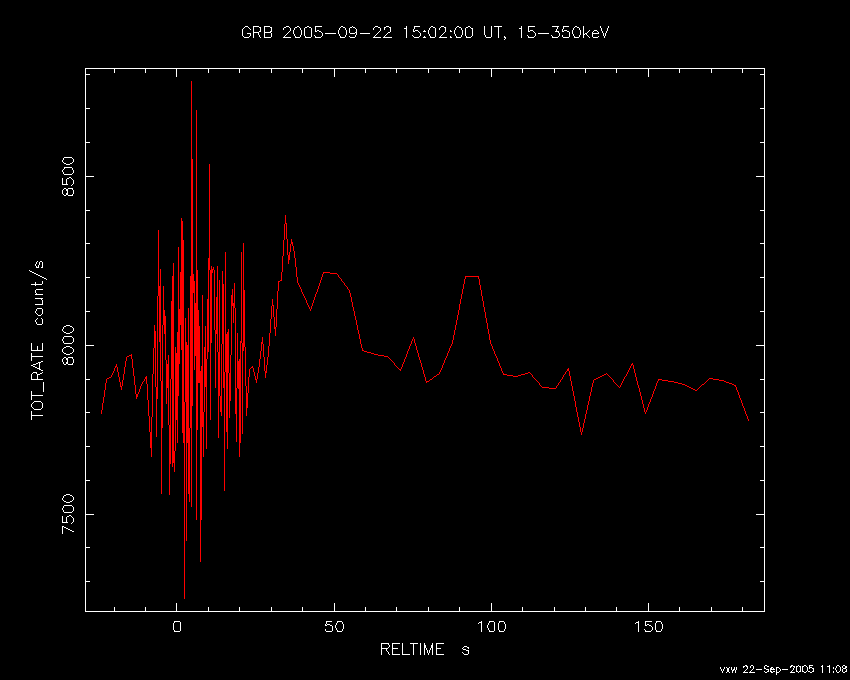 GRB 2005-09-22 15:02:00 UT, 15-350keV
8500
8000
7500
TOT_RATE count/s
0 50 100 150
RELTIME s
vxw 22-Sep-2005 11:08